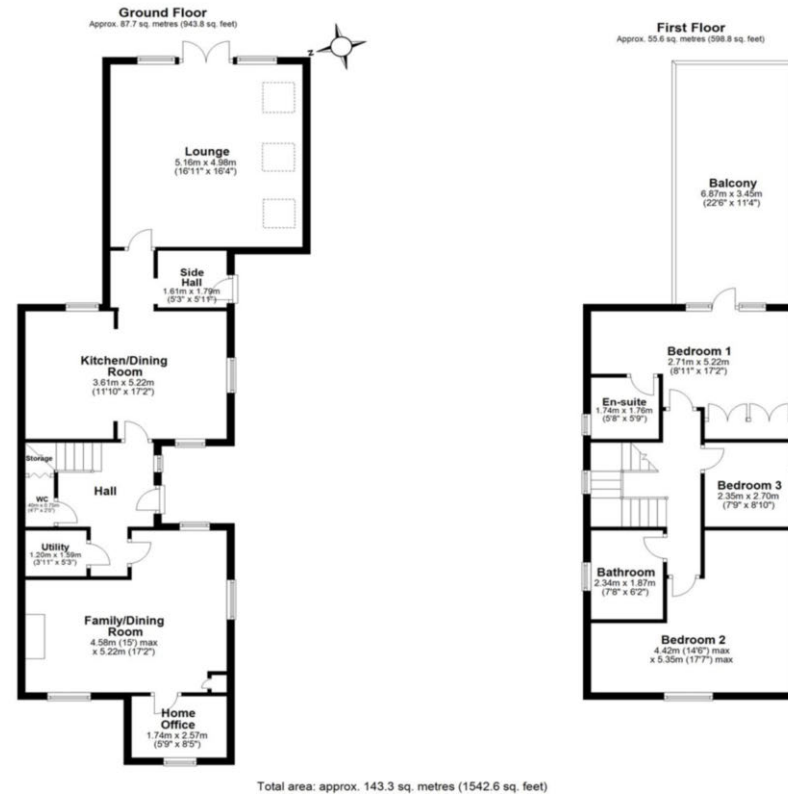 Ground Floor
Approx. 87.7 sq. metres (943.8 sq. feet)
z
Lounge
5.16m x 4.98m
(16'11" x 16'4")
Side
Hall
1.61m x 1.79m
(5'3" x 5'11")
Kitchen/Dining
Room
3.61m x 5.22m
(11'10" x 17'2")
Storage
Hall
WC
(4'7" x 2'5")
Utility
1.20m x 1.59m
(3'11" x 5'3")
Family/Dining
Room
4.58m (15') max
x 5.22m (17'2")
Home
Office
1.74m x 2.57m
(5'9" x 8'5")
First Floor
Approx. 55.6 sq. metres (598.8 sq. feet)
Balcony
6.87m x 3.45m
(22'6" x 11'4")
Bedroom 1
2.71m x 5.22m
(8'11" x 17'2")
En-suite
1.74m x 1.76m
(5'8" x 5'9")
Bedroom 3
2.35m x 2.70m
(7'9" x 8'10")
Bathroom
2.34m x 1.87m
(7'8" x 6'2")
Bedroom 2
4.42m (14'6") max
x 5.35m (17'7") max
Total area: approx. 143.3 sq. metres (1542.6 sq. feet)